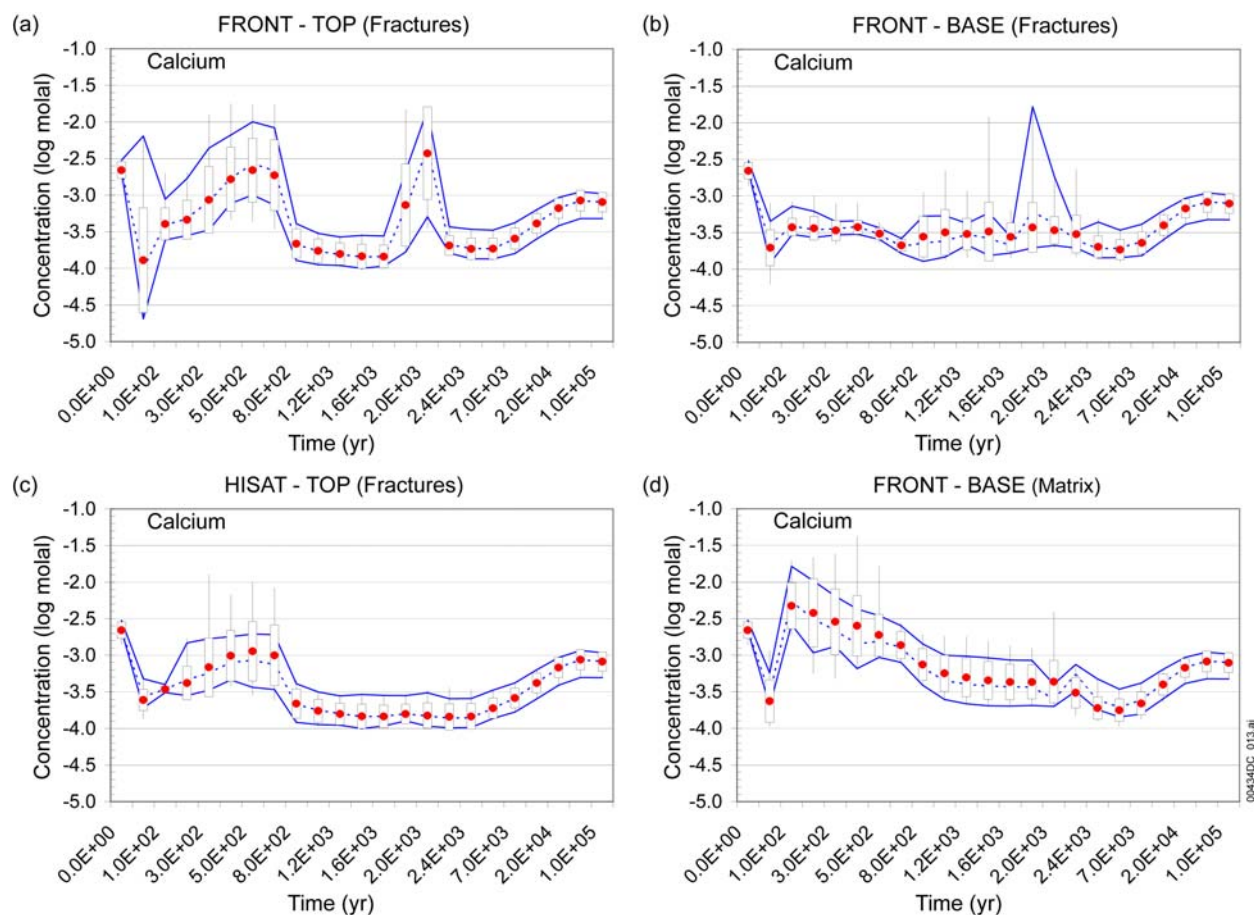 (a)
FRONT - TOP (Fractures)
Calcium
Concentration (log molal)
-1.0
-1.5
-2.0
-2.5
-3.0
-3.5
-4.0
-4.5
-5.0
0.0E+00
1.0E+02
3.0E+02
5.0E+02
8.0E+02
1.2E+03
1.6E+03
2.0E+03
2.4E+03
7.0E+03
2.0E+04
1.0E+05
Time (yr)
(b)
FRONT - BASE (Fractures)
Calcium
Concentration (log molal)
-1.0
-1.5
-2.0
-2.5
-3.0
-3.5
-4.0
-4.5
-5.0
0.0E+00
1.0E+02
3.0E+02
5.0E+02
8.0E+02
1.2E+03
1.6E+03
2.0E+03
2.4E+03
7.0E+03
2.0E+04
1.0E+05
Time (yr)
(c)
HISAT - TOP (Fractures)
Calcium
Concentration (log molal)
-1.0
-1.5
-2.0
-2.5
-3.0
-3.5
-4.0
-4.5
-5.0
0.0E+00
1.0E+02
3.0E+02
5.0E+02
8.0E+02
1.2E+03
1.6E+03
2.0E+03
2.4E+03
7.0E+03
2.0E+04
1.0E+05
Time (yr)
(d)
FRONT - BASE (Matrix)
Calcium
Concentration (log molal)
-1.0
-1.5
-2.0
-2.5
-3.0
-3.5
-4.0
-4.5
-5.0
0.0E+00
1.0E+02
3.0E+02
5.0E+02
8.0E+02
1.2E+03
1.6E+03
2.0E+03
2.4E+03
7.0E+03
2.0E+04
1.0E+05
Time (yr)
00434DC_013.ai